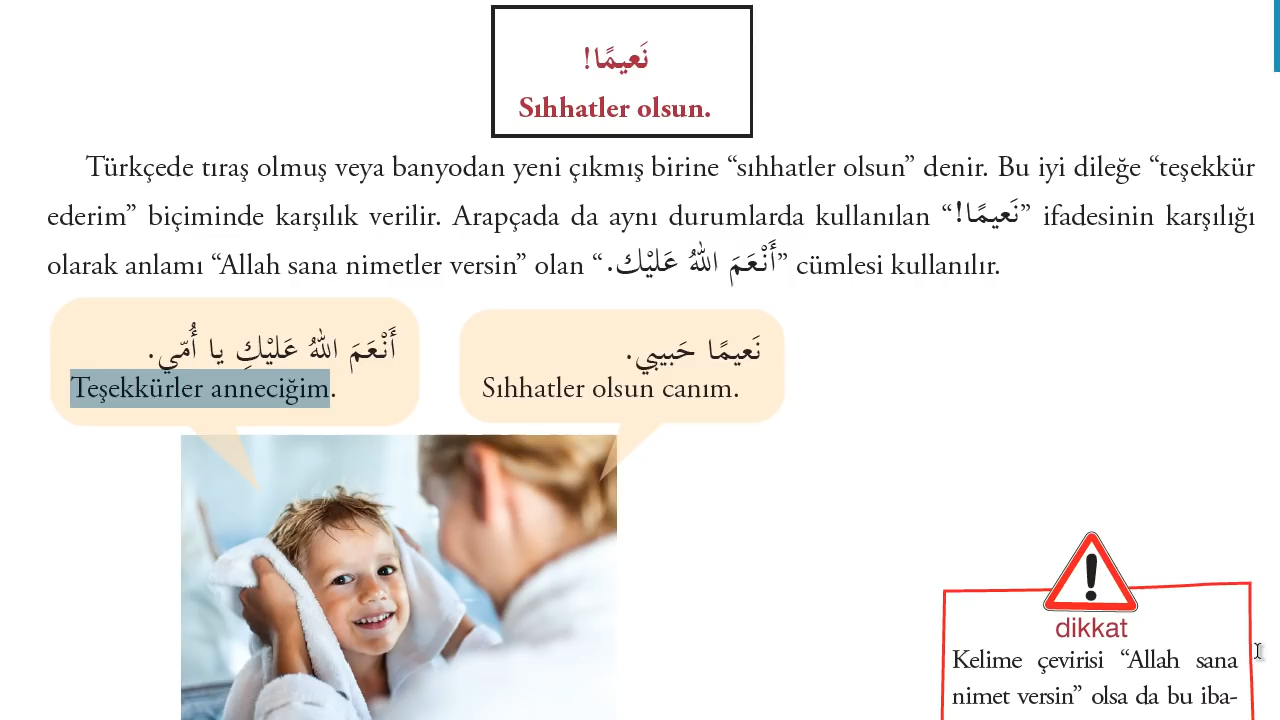 نَعيمًا!
Sıhhatler olsun.
Türkçede tıraş olmuş veya banyodan yeni çıkmış birine “sıhhatler olsun” denir. Bu iyi dileğe “teşekkür
ederim” biçiminde karşılık verilir. Arapçada da aynı durumlarda kullanılan “نَعيمًا!” ifadesinin karşılığı
olarak anlamı “Allah sana nimetler versin” olan “أَنْعَمَ اللهُ عَليْك.” cümlesi kullanılır.
أَنْعَمَ اللهُ عَليْكِ يا أُمّي.
Teşekkürler anneciğim.
نَعيمًا حَبيبي.
Sıhhatler olsun canım.
dikkat
Kelime çevirisi “Allah sana
nimet versin” olsa da bu iba-